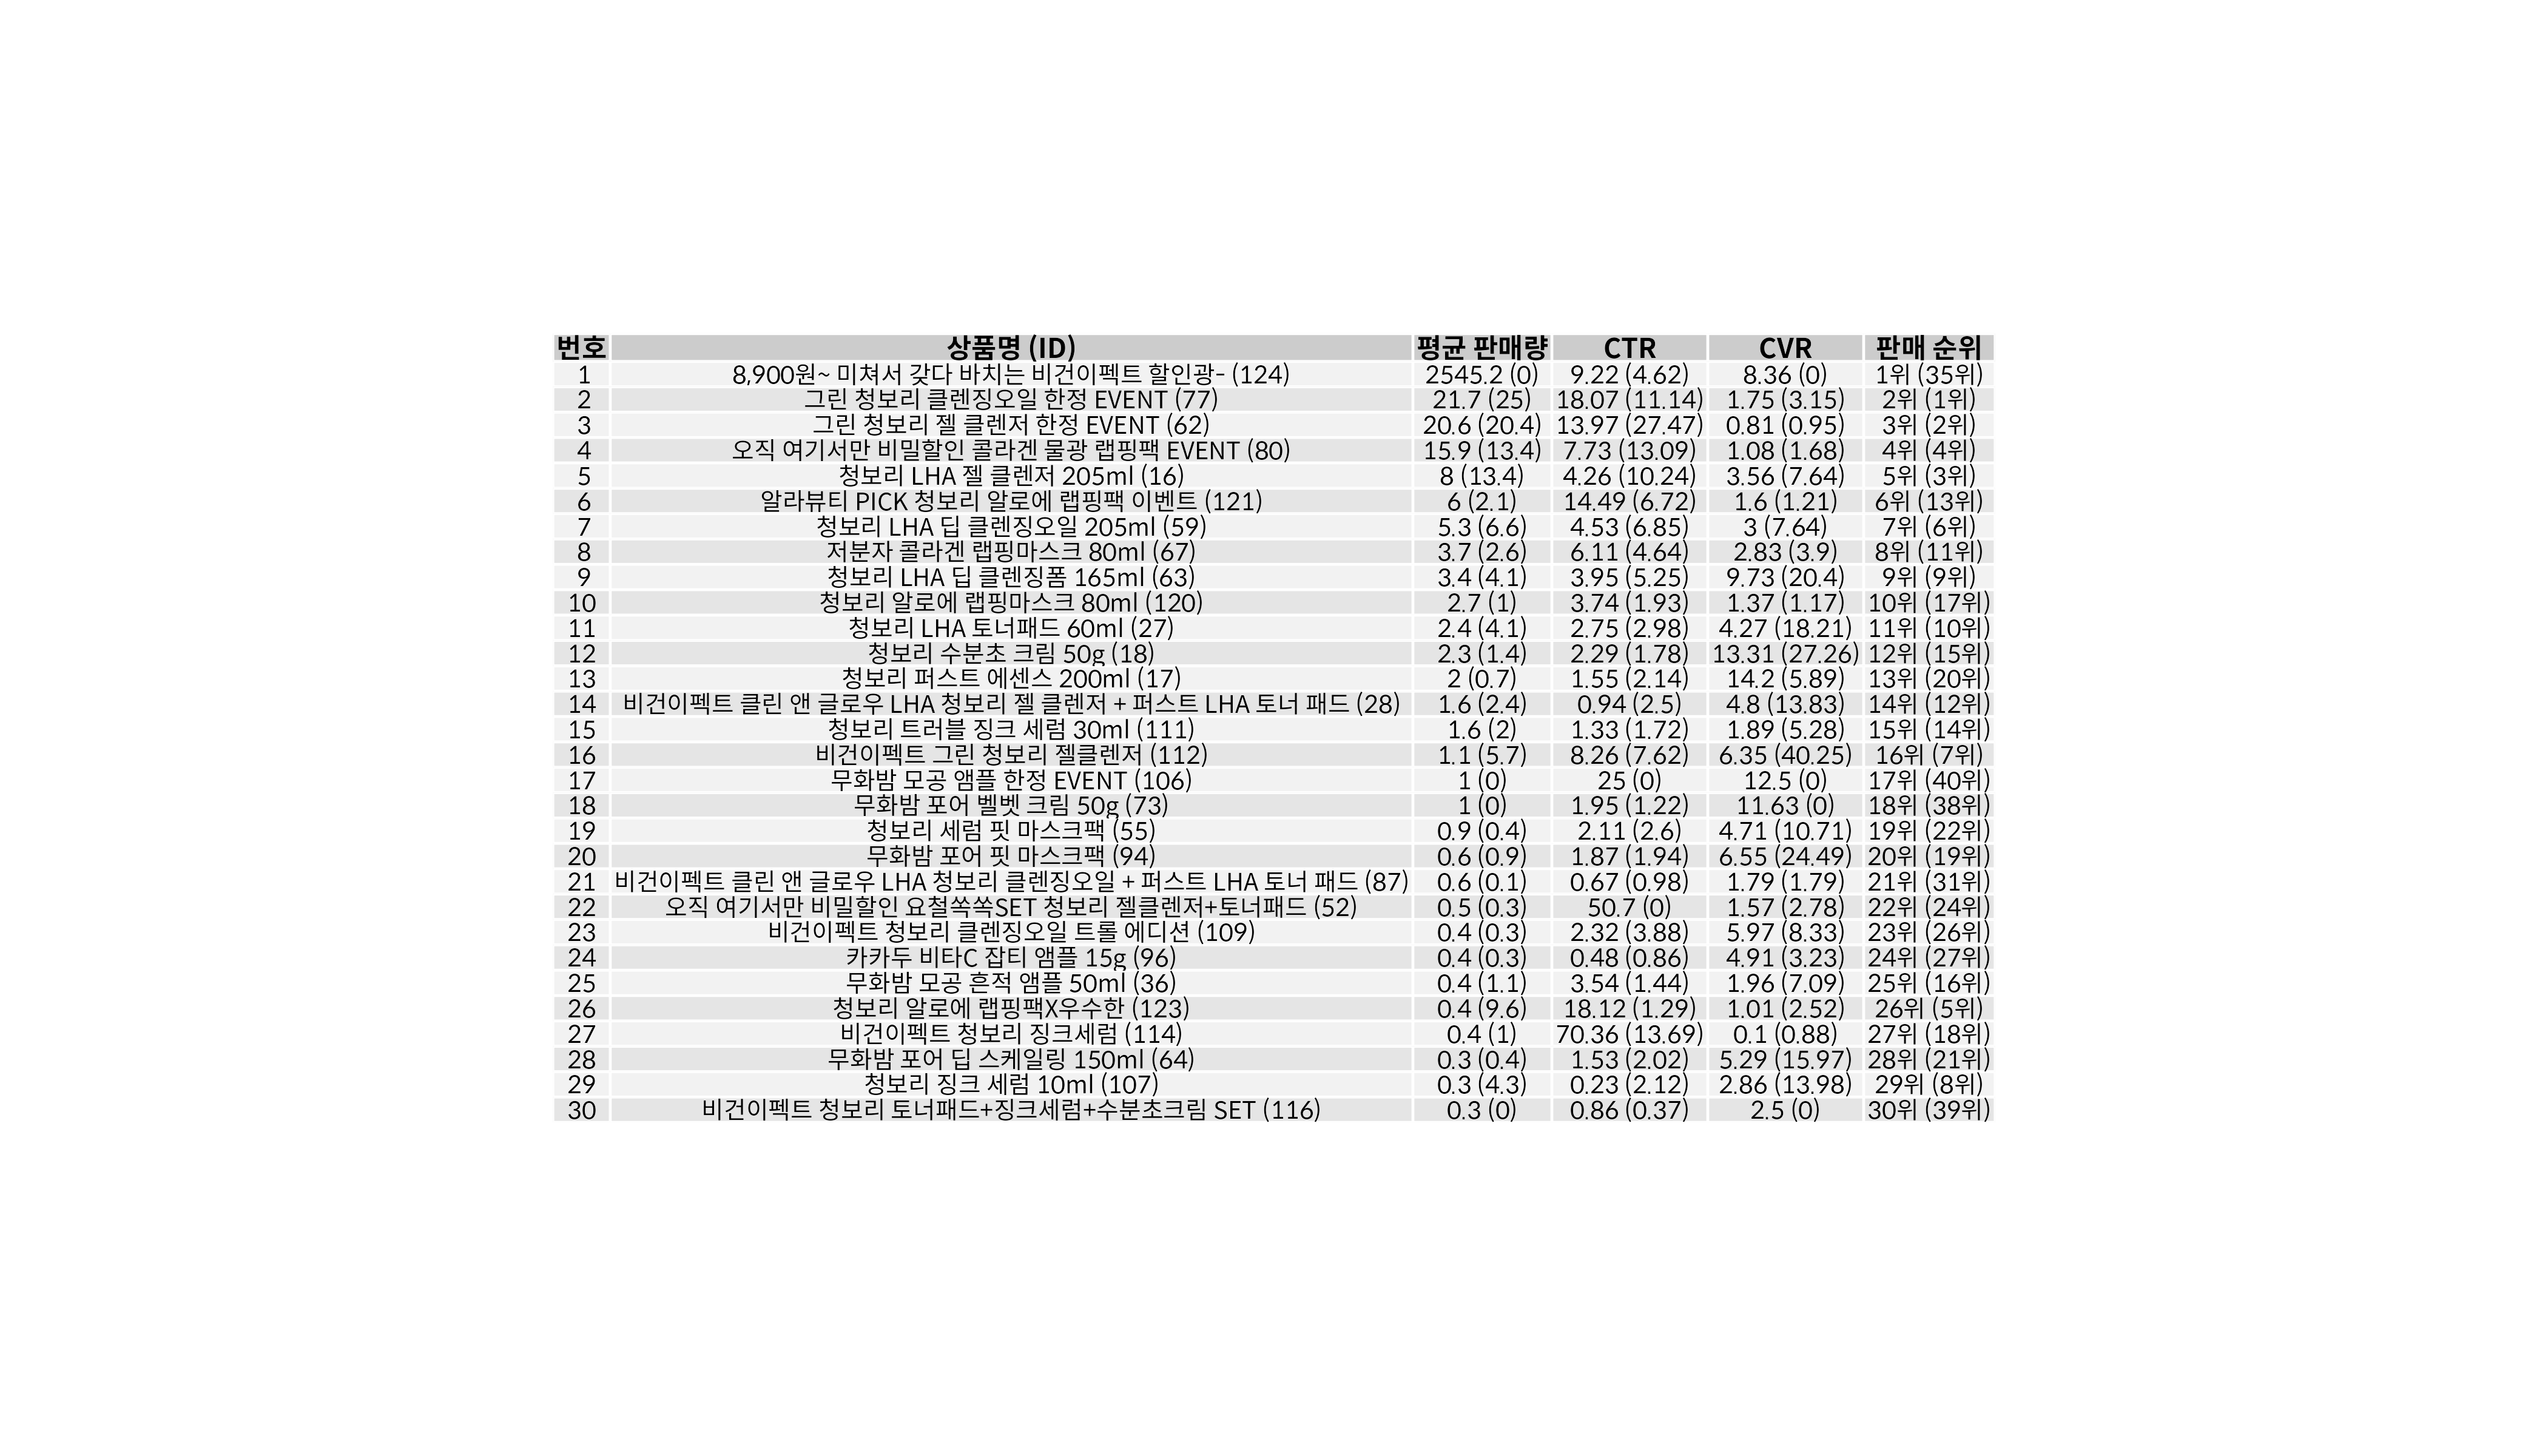 번호 상품명 (ID) 평균 판매량 CTR CVR 판매 순위
1 8,900원~ 미쳐서 갖다 바치는 비건이펙트 할인광- (124) 2545.2 (0) 9.22 (4.62) 8.36 (0) 1위 (35위)
2 그린 청보리 클렌징오일 한정 EVENT (77) 21.7 (25) 18.07 (11.14) 1.75 (3.15) 2위 (1위)
3 그린 청보리 젤 클렌저 한정 EVENT (62) 20.6 (20.4) 13.97 (27.47) 0.81 (0.95) 3위 (2위)
4 오직 여기서만 비밀할인 콜라겐 물광 랩핑팩 EVENT (80) 15.9 (13.4) 7.73 (13.09) 1.08 (1.68) 4위 (4위)
5 청보리 LHA 젤 클렌저 205ml (16) 8 (13.4) 4.26 (10.24) 3.56 (7.64) 5위 (3위)
6 알라뷰티 PICK 청보리 알로에 랩핑팩 이벤트 (121) 6 (2.1) 14.49 (6.72) 1.6 (1.21) 6위 (13위)
7 청보리 LHA 딥 클렌징오일 205ml (59) 5.3 (6.6) 4.53 (6.85) 3 (7.64) 7위 (6위)
8 저분자 콜라겐 랩핑마스크 80ml (67) 3.7 (2.6) 6.11 (4.64) 2.83 (3.9) 8위 (11위)
9 청보리 LHA 딥 클렌징폼 165ml (63) 3.4 (4.1) 3.95 (5.25) 9.73 (20.4) 9위 (9위)
10 청보리 알로에 랩핑마스크 80ml (120) 2.7 (1) 3.74 (1.93) 1.37 (1.17) 10위 (17위)
11 청보리 LHA 토너패드 60ml (27) 2.4 (4.1) 2.75 (2.98) 4.27 (18.21) 11위 (10위)
12 청보리 수분초 크림 50g (18) 2.3 (1.4) 2.29 (1.78) 13.31 (27.26) 12위 (15위)
13 청보리 퍼스트 에센스 200ml (17) 2 (0.7) 1.55 (2.14) 14.2 (5.89) 13위 (20위)
14 비건이펙트 클린 앤 글로우 LHA 청보리 젤 클렌저 + 퍼스트 LHA 토너 패드 (28) 1.6 (2.4) 0.94 (2.5) 4.8 (13.83) 14위 (12위)
15 청보리 트러블 징크 세럼 30ml (111) 1.6 (2) 1.33 (1.72) 1.89 (5.28) 15위 (14위)
16 비건이펙트 그린 청보리 젤클렌저 (112) 1.1 (5.7) 8.26 (7.62) 6.35 (40.25) 16위 (7위)
17 무화밤 모공 앰플 한정 EVENT (106) 1 (0) 25 (0) 12.5 (0) 17위 (40위)
18 무화밤 포어 벨벳 크림 50g (73) 1 (0) 1.95 (1.22) 11.63 (0) 18위 (38위)
19 청보리 세럼 핏 마스크팩 (55) 0.9 (0.4) 2.11 (2.6) 4.71 (10.71) 19위 (22위)
20 무화밤 포어 핏 마스크팩 (94) 0.6 (0.9) 1.87 (1.94) 6.55 (24.49) 20위 (19위)
21 비건이펙트 클린 앤 글로우 LHA 청보리 클렌징오일 + 퍼스트 LHA 토너 패드 (87) 0.6 (0.1) 0.67 (0.98) 1.79 (1.79) 21위 (31위)
22 오직 여기서만 비밀할인 요철쏙쏙SET 청보리 젤클렌저+토너패드 (52) 0.5 (0.3) 50.7 (0) 1.57 (2.78) 22위 (24위)
23 비건이펙트 청보리 클렌징오일 트롤 에디션 (109) 0.4 (0.3) 2.32 (3.88) 5.97 (8.33) 23위 (26위)
24 카카두 비타C 잡티 앰플 15g (96) 0.4 (0.3) 0.48 (0.86) 4.91 (3.23) 24위 (27위)
25 무화밤 모공 흔적 앰플 50ml (36) 0.4 (1.1) 3.54 (1.44) 1.96 (7.09) 25위 (16위)
26 청보리 알로에 랩핑팩X우수한 (123) 0.4 (9.6) 18.12 (1.29) 1.01 (2.52) 26위 (5위)
27 비건이펙트 청보리 징크세럼 (114) 0.4 (1) 70.36 (13.69) 0.1 (0.88) 27위 (18위)
28 무화밤 포어 딥 스케일링 150ml (64) 0.3 (0.4) 1.53 (2.02) 5.29 (15.97) 28위 (21위)
29 청보리 징크 세럼 10ml (107) 0.3 (4.3) 0.23 (2.12) 2.86 (13.98) 29위 (8위)
30 비건이펙트 청보리 토너패드+징크세럼+수분초크림 SET (116) 0.3 (0) 0.86 (0.37) 2.5 (0) 30위 (39위)